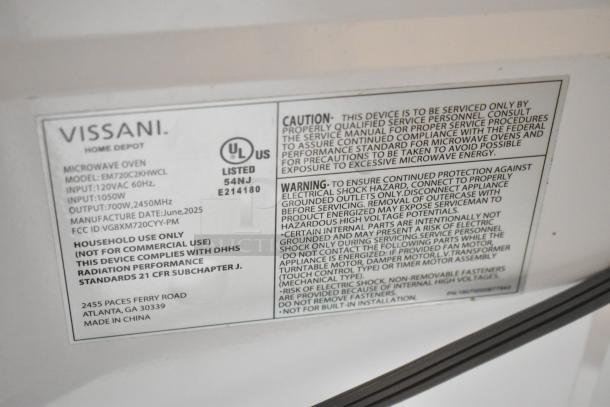 VISSANI™
HOME DEPOT
MICROWAVE OVEN
MODEL: EM720C2KHWCL
INPUT:120VAC 60Hz,
INPUT:1050W
OUTPUT:700W,2450MHz
MANUFACTURE DATE:June,2025
FCC ID:VG8XM720CYY-PM
HOUSEHOLD USE ONLY
(NOT FOR COMMERCIAL USE)
THIS DEVICE COMPLIES WITH DHHS
RADIATION PERFORMANCE
STANDARDS 21 CFR SUBCHAPTER J.
2455 PACES FERRY ROAD
ATLANTA, GA 30339
MADE IN CHINA
UL US
LISTED
54NJ
E214180
CAUTION- THIS DEVICE IS TO BE SERVICED ONLY BY
PROPERLY QUALIFIED SERVICE PERSONNEL. CONSULT
THE SERVICE MANUAL FOR PROPER SERVICE PROCEDURES
TO ASSURE CONTINUED COMPLIANCE WITH THE FEDERAL
PERFORMANCE STANDARD FOR MICROWAVE OVENS AND
FOR PRECAUTIONS TO BE TAKEN TO AVOID POSSIBLE
EXPOSURE TO EXCESSIVE MICROWAVE ENERGY.
WARNING- TO ENSURE CONTINUED PROTECTION AGAINST
ELECTRICAL SHOCK HAZARD, CONNECT TO PROPERLY
GROUNDED OUTLETS ONLY.DISCONNECT APPLIANCE
BEFORE SERVICING. REMOVAL OF OUTERCASE WITH
PRODUCT ENERGIZED MAY EXPOSE SERVICEMAN TO
HAZARDOUS HIGH VOLTAGE POTENTIALS.
•CERTAIN INTERNAL PARTS ARE INTENTIONALLY NOT
GROUNDED AND MAY PRESENT A RISK OF ELECTRIC
SHOCK ONLY DURING SERVICING.SERVICE PERSONNEL
-DO NOT CONTACT THE FOLLOWING PARTS WHILE THE
APPLIANCE IS ENERGIZED: IF PROVIDED FAN MOTOR,
TURNTABLE MOTOR, DAMPER MOTOR,L.V.TRANSFORMER
(TOUCH CONTROL TYPE) OR TIMER MOTOR ASSEMBLY
(MECHANICAL TYPE).
•RISK OF ELECTRIC SHOCK, NON-REMOVABLE FASTENERS
ARE PROVIDED BECAUSE OF INTERNAL HIGH VOLTAGES.
DO NOT REMOVE FASTENERS.
•NOT FOR BUILT-IN INSTALLATION.